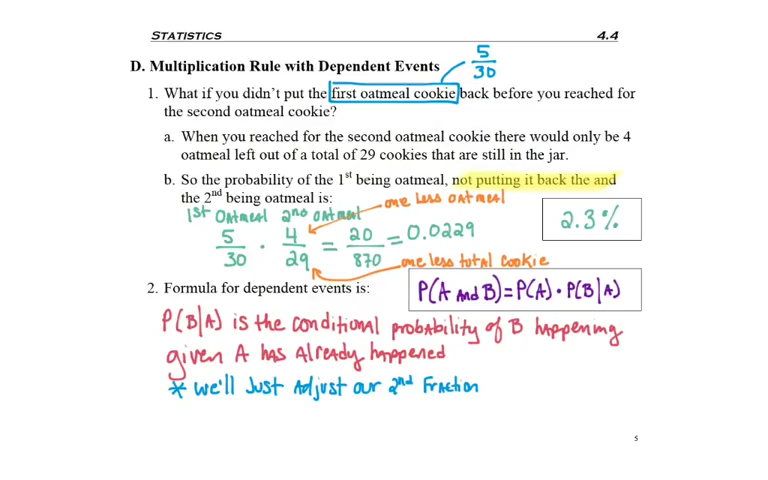 STATISTICS 4.4
5/30
D. Multiplication Rule with Dependent Events
1. What if you didn't put the first oatmeal cookie back before you reached for
the second oatmeal cookie?
a. When you reached for the second oatmeal cookie there would only be 4
oatmeal left out of a total of 29 cookies that are still in the jar.
b. So the probability of the 1st being oatmeal, not putting it back the and
the 2nd being oatmeal is:
one less oatmeal
1st oatmeal 2nd oatmeal
5/30 · 4/29 = 20/870 = 0.0229
2.3%
one less total cookie
2. Formula for dependent events is:
P(A and B) = P(A) · P(B|A)
P(B|A) is the conditional probability of B happening
given A has already happened
* we'll just adjust our 2nd fraction
5